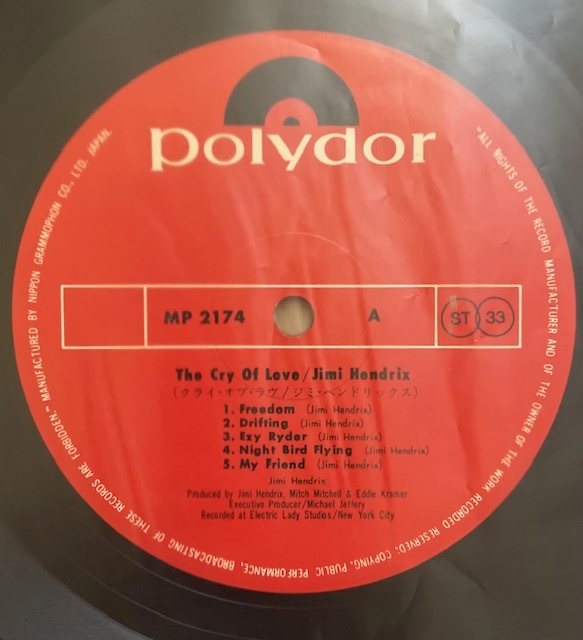 polydor
MP 2174 A ST 33
The Cry Of Love/Jimi Hendrix
(クライ・オブ・ラヴ/ジミ・ヘンドリックス)
1. Freedom (Jimi Hendrix)
2. Drifting (Jimi Hendrix)
3. Ezy Ryder (Jimi Hendrix)
4. Night Bird Flying (Jimi Hendrix)
5. My Friend (Jimi Hendrix)
Jimi Hendrix
Produced by Jimi Hendrix, Mitch Mitchell & Eddie Kramer
Executive Producer/Michael Jeffery
Recorded at Electric Lady Studios/New York City
"ALL RIGHTS OF THE RECORD MANUFACTURER AND OF THE OWNER OF THE WORK RECORDED RESERVED. COPYING, PUBLIC PERFORMANCE, BROADCASTING OF THESE RECORDS ARE FORBIDDEN" MANUFACTURED BY NIPPON GRAMMOPHON CO., LTD. JAPAN.